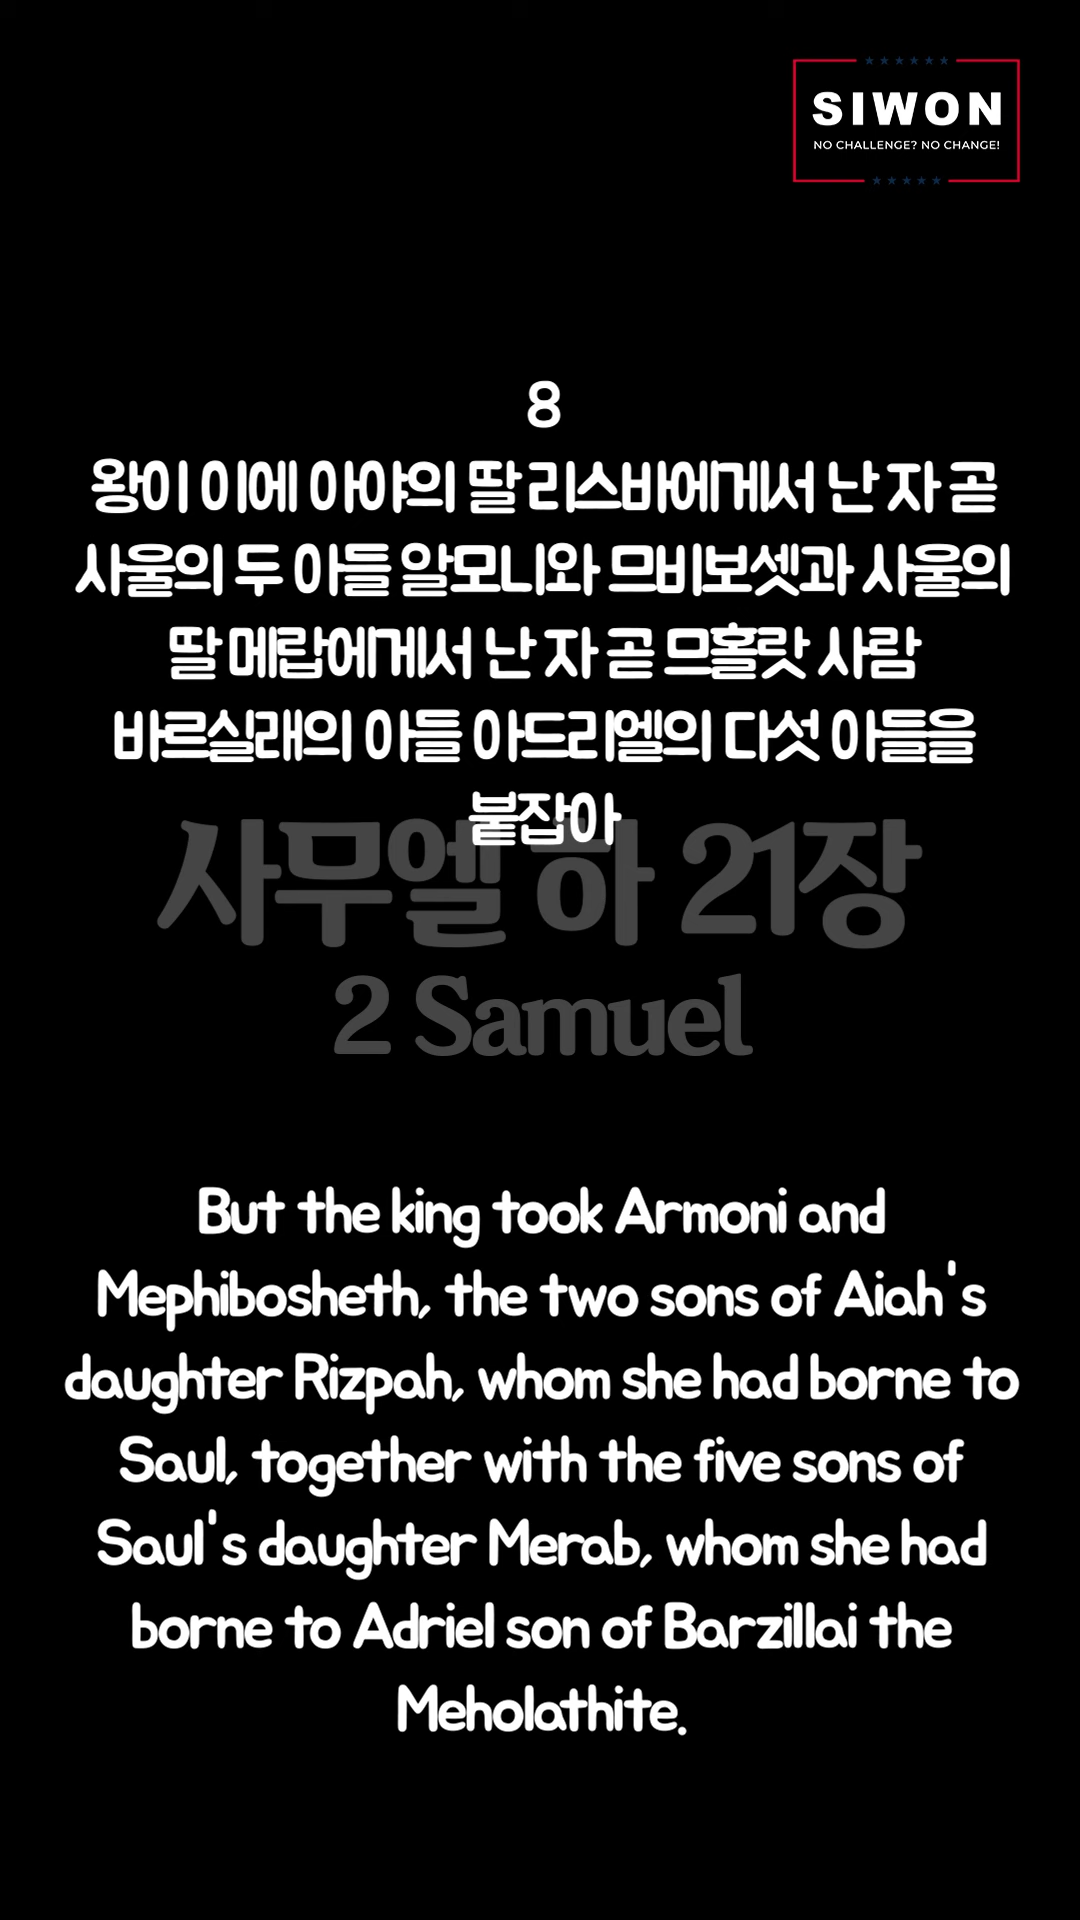 SIWON
NO CHALLENGE? NO CHANGE!
8
왕이 이에 아야의 딸 리스바에게서 난 자 곧
사울의 두 아들 알모니와 므비보셋과 사울의
딸 메랍에게서 난 자 곧 므홀랏 사람
바르실래의 아들 아드리엘의 다섯 아들을
붙잡아
사무엘 하 21장
2 Samuel
But the king took Armoni and
Mephibosheth, the two sons of Aiah's
daughter Rizpah, whom she had borne to
Saul, together with the five sons of
Saul's daughter Merab, whom she had
borne to Adriel son of Barzillai the
Meholathite.